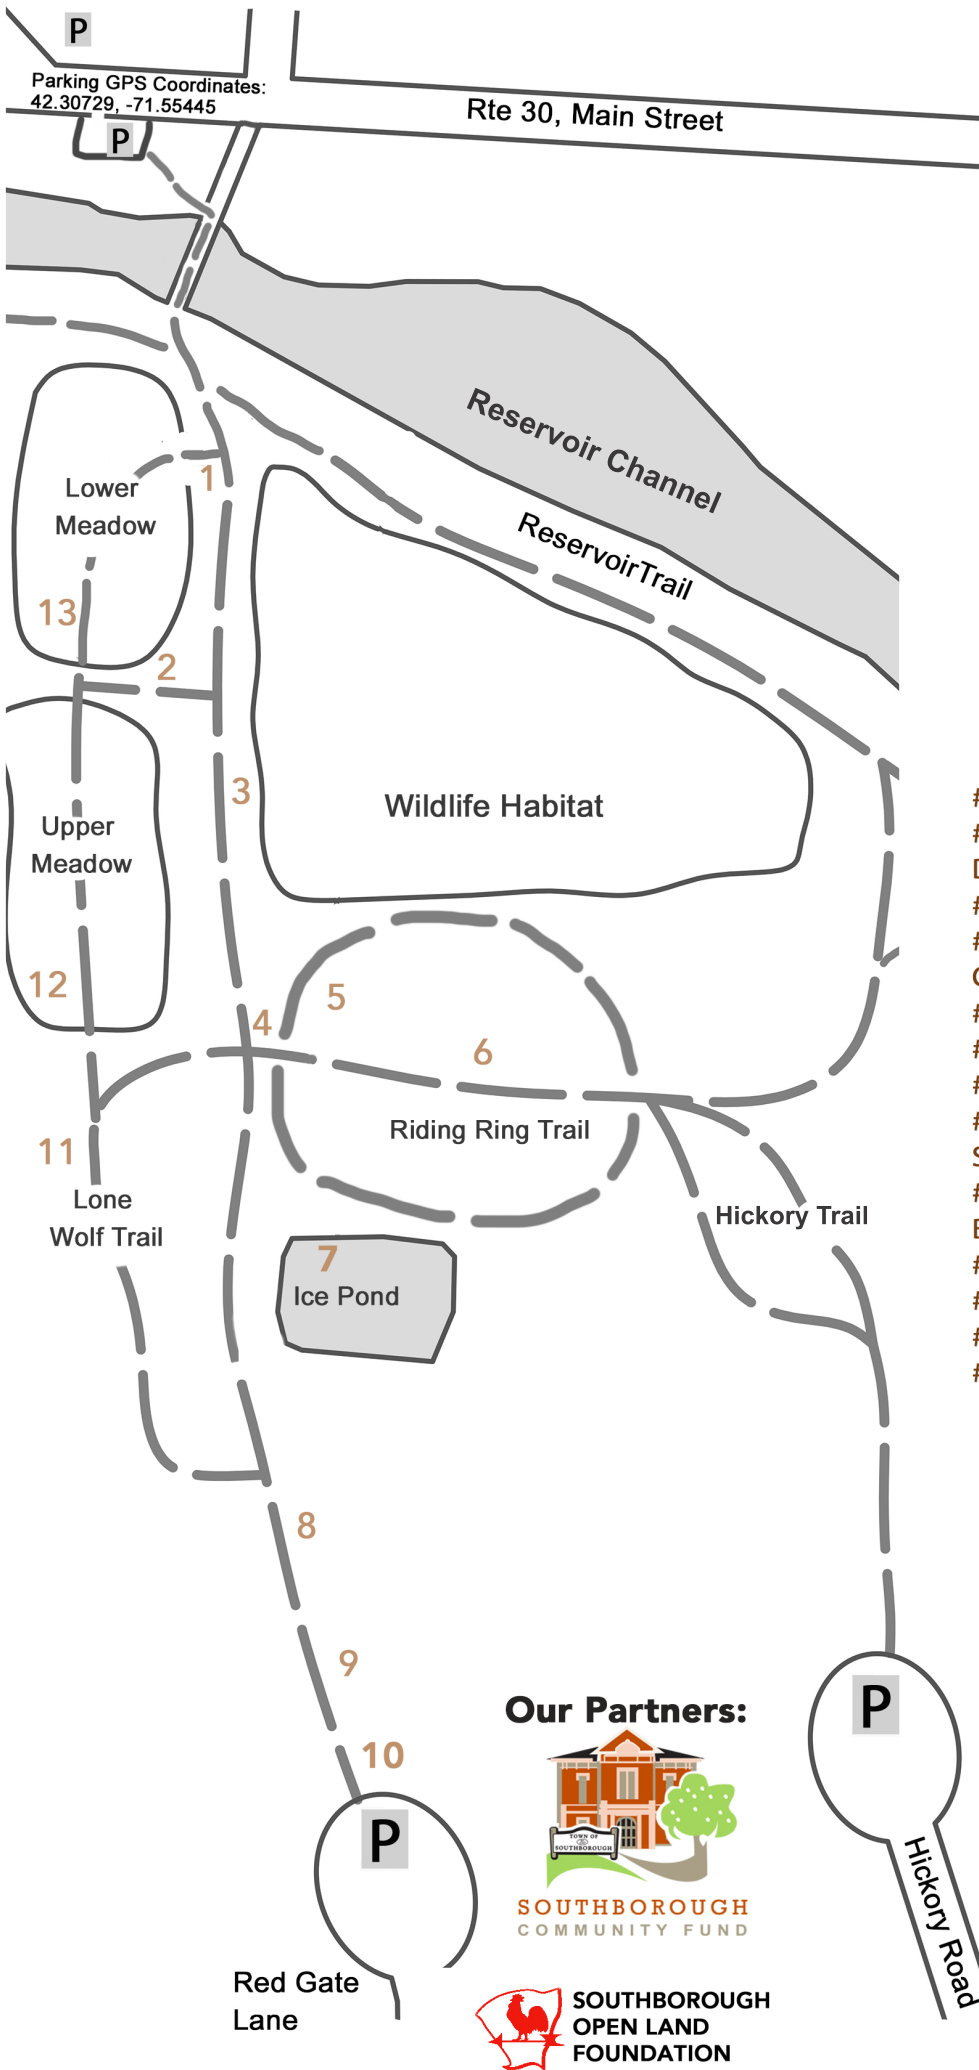 P
Parking GPS Coordinates:
42.30729, -71.55445
Rte 30, Main Street
P
Reservoir Channel
1
Lower
Meadow
ReservoirTrail
13
2
3
#
Wildlife Habitat
Upper
Meadow
#
D
#
#
12
5
4
6
#
#
Riding Ring Trail
#
11
#
S
Lone
Wolf Trail
#
Hickory Trail
7
Ice Pond
#
#
#
#
8
9
P
Our Partners:
10
P
TOWN OF
SOUTHBOROUGH
SOUTHBOROUGH
COMMUNITY FUND
Hickory Road
Red Gate
Lane
SOUTHBOROUGH
OPEN LAND
FOUNDATION